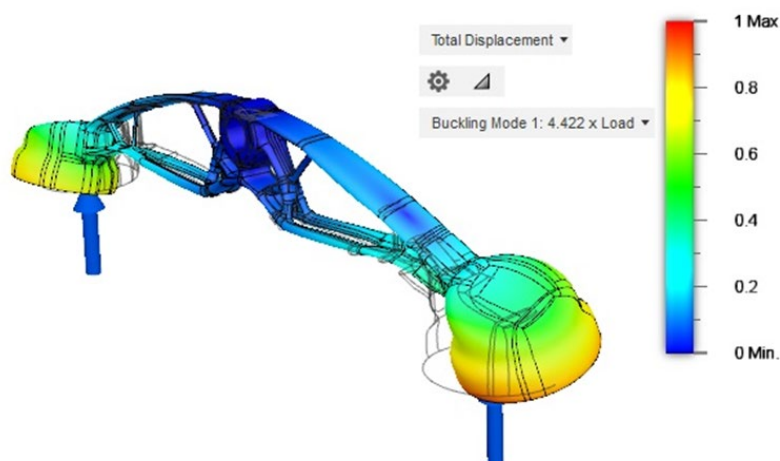 Total Displacement
Buckling Mode 1: 4.422 x Load
1 Max
0.8
0.6
0.4
0.2
0 Min.